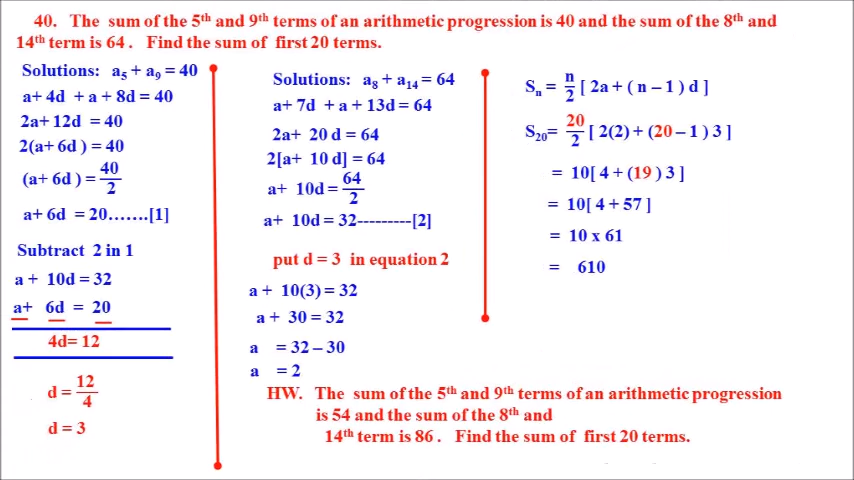 40. The sum of the 5th and 9th terms of an arithmetic progression is 40 and the sum of the 8th and
14th term is 64 . Find the sum of first 20 terms.
Solutions: a5 + a9 = 40
a+ 4d + a + 8d = 40
2a+ 12d = 40
2(a+ 6d ) = 40
(a+ 6d ) = 40/2
a+ 6d = 20.......[1]
Subtract 2 in 1
a + 10d = 32
a+ 6d = 20
4d= 12
d = 12/4
d = 3
Solutions: a8 + a14 = 64
a+ 7d + a + 13d = 64
2a+ 20 d = 64
2[a+ 10 d] = 64
a+ 10d = 64/2
a+ 10d = 32---------[2]
put d = 3 in equation 2
a + 10(3) = 32
a + 30 = 32
a = 32 – 30
a = 2
Sn = n/2 [ 2a + ( n – 1 ) d ]
S20= 20/2 [ 2(2) + (20 – 1 ) 3 ]
= 10[ 4 + (19 ) 3 ]
= 10[ 4 + 57 ]
= 10 x 61
= 610
HW. The sum of the 5th and 9th terms of an arithmetic progression
is 54 and the sum of the 8th and
14th term is 86 . Find the sum of first 20 terms.